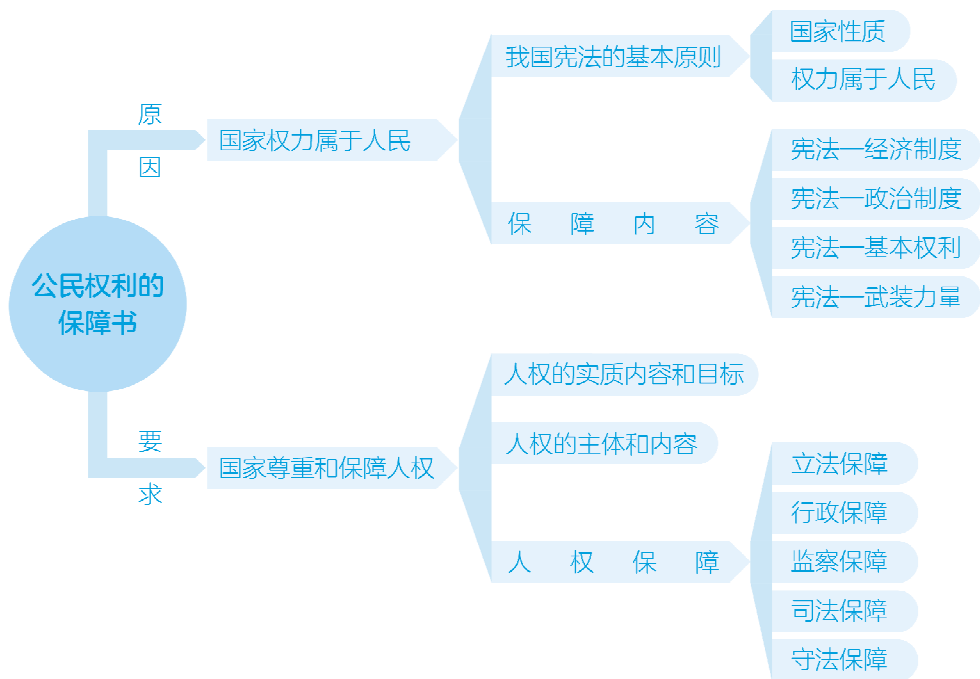 公民权利的
保障书
原
因
国家权力属于人民
我国宪法的基本原则
国家性质
权力属于人民
保障内容
宪法—经济制度
宪法—政治制度
宪法—基本权利
宪法—武装力量
要
求
国家尊重和保障人权
人权的实质内容和目标
人权的主体和内容
人权保障
立法保障
行政保障
监察保障
司法保障
守法保障